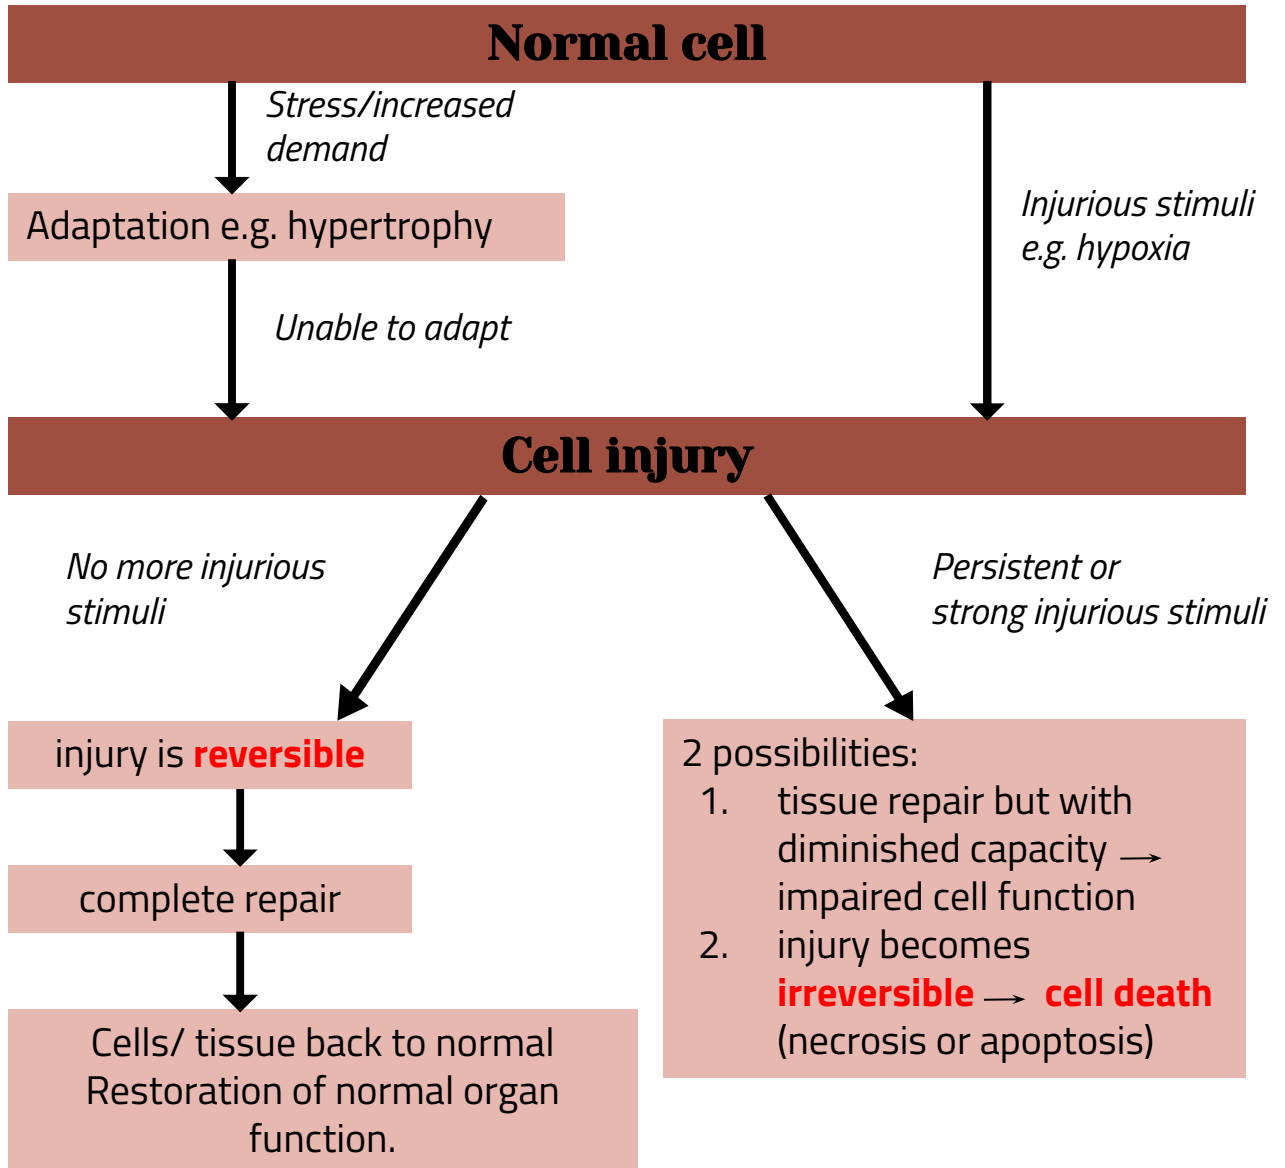 Normal cell
Stress/increased
demand
Adaptation e.g. hypertrophy
Injurious stimuli
e.g. hypoxia
Unable to adapt
Cell injury
No more injurious
stimuli
Persistent or
strong injurious stimuli
injury is reversible
complete repair
Cells/ tissue back to normal
Restoration of normal organ
function.
2 possibilities:
1. tissue repair but with
diminished capacity →
impaired cell function
2. injury becomes
irreversible → cell death
(necrosis or apoptosis)